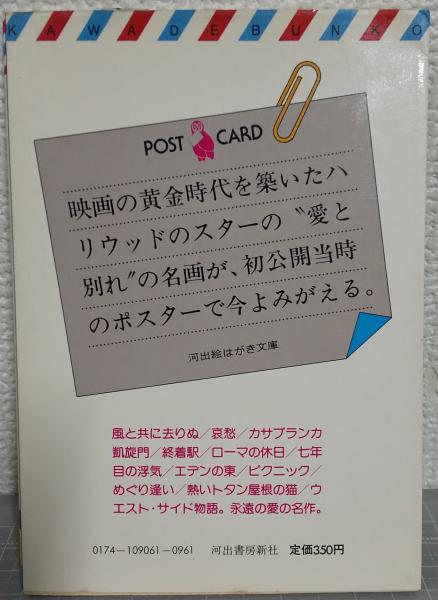 KAWADEBUNKO
POST CARD
映画の黄金時代を築いたハ
リウッドのスターの〝愛と
別れ〟の名画が、初公開当時
のポスターで今よみがえる。
河出絵はがき文庫
風と共に去りぬ/哀愁/カサブランカ
凱旋門/終着駅/ローマの休日/七年
目の浮気/エデンの東/ピクニック/
めぐり逢い/熱いトタン屋根の猫/ウ
エスト・サイド物語。永遠の愛の名作。
0174-109061-0961 河出書房新社 定価350円